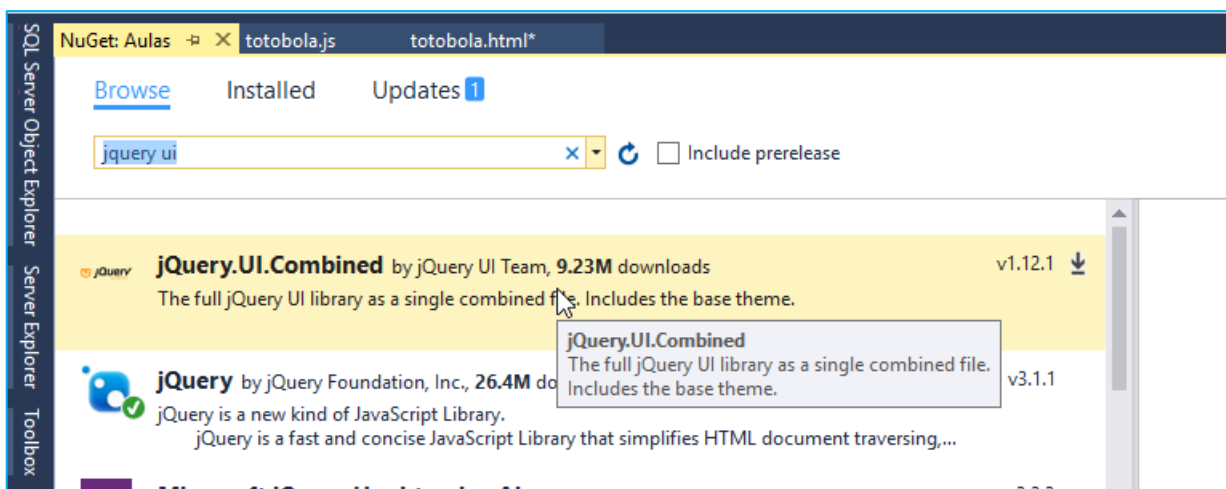 SQL Server Object Explorer
Server Explorer
Toolbox
NuGet: Aulas
totobola.js
totobola.html*
Browse
Installed
Updates 1
jquery ui
Include prerelease
jQuery
jQuery.UI.Combined by jQuery UI Team, 9.23M downloads
v1.12.1
The full jQuery UI library as a single combined file. Includes the base theme.
jQuery.UI.Combined
The full jQuery UI library as a single combined file.
Includes the base theme.
jQuery by jQuery Foundation, Inc., 26.4M do
v3.1.1
jQuery is a new kind of JavaScript Library.
jQuery is a fast and concise JavaScript Library that simplifies HTML document traversing,...